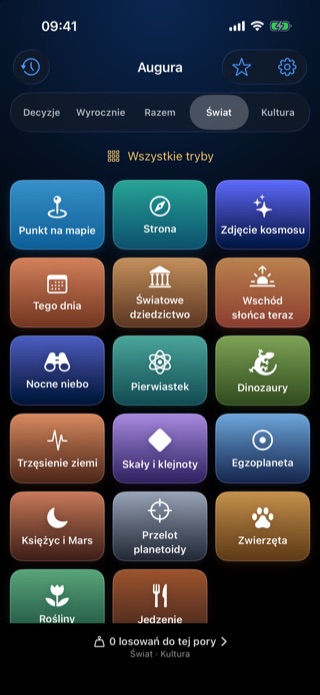 09:41
Augura
Decyzje Wyrocznie Razem Świat Kultura
Wszystkie tryby
Punkt na mapie Strona Zdjęcie kosmosu
Tego dnia Światowe dziedzictwo Wschód słońca teraz
Nocne niebo Pierwiastek Dinozaury
Trzęsienie ziemi Skały i klejnoty Egzoplaneta
Księżyc i Mars Przelot planetoidy Zwierzęta
Rośliny Jedzenie
0 losowań do tej pory
Świat · Kultura